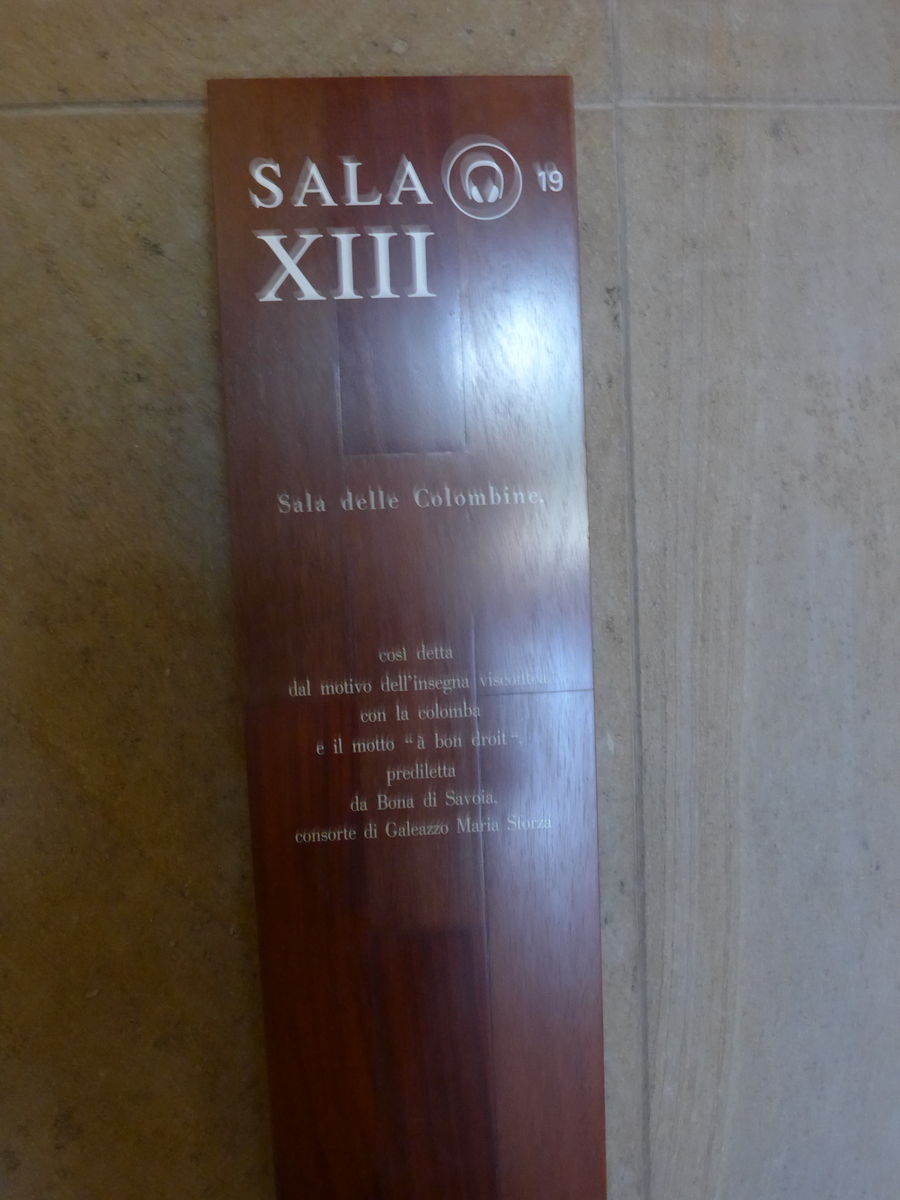 SALA 19
XIII
Sala delle Colombine,
così detta
dal motivo dell'insegna viscontea
con la colomba
e il motto "à bon droit",
prediletta
da Bona di Savoia,
consorte di Galeazzo Maria Sforza